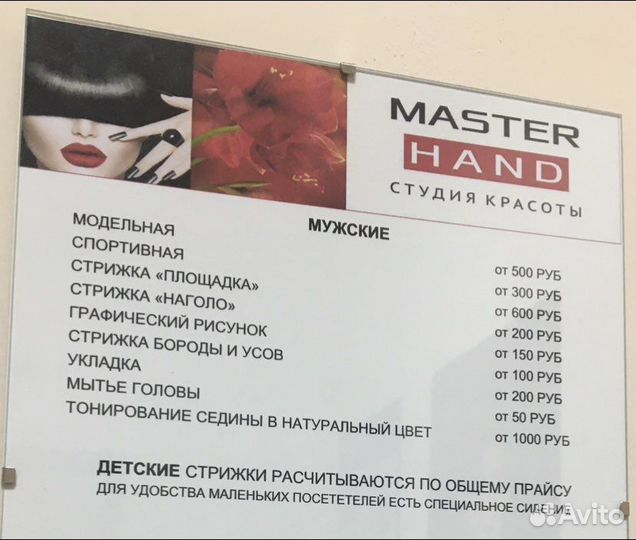 MASTER
HAND
СТУДИЯ КРАСОТЫ
МУЖСКИЕ
МОДЕЛЬНАЯ от 500 РУБ
СПОРТИВНАЯ от 300 РУБ
СТРИЖКА «ПЛОЩАДКА» от 600 РУБ
СТРИЖКА «НАГОЛО» от 200 РУБ
ГРАФИЧЕСКИЙ РИСУНОК от 150 РУБ
СТРИЖКА БОРОДЫ И УСОВ от 100 РУБ
УКЛАДКА от 200 РУБ
МЫТЬЕ ГОЛОВЫ от 50 РУБ
ТОНИРОВАНИЕ СЕДИНЫ В НАТУРАЛЬНЫЙ ЦВЕТ от 1000 РУБ
ДЕТСКИЕ СТРИЖКИ РАСЧИТЫВАЮТСЯ ПО ОБЩЕМУ ПРАЙСУ
ДЛЯ УДОБСТВА МАЛЕНЬКИХ ПОСЕТЕТЕЛЕЙ ЕСТЬ СПЕЦИАЛЬНОЕ СИДЕНИЕ
Avito